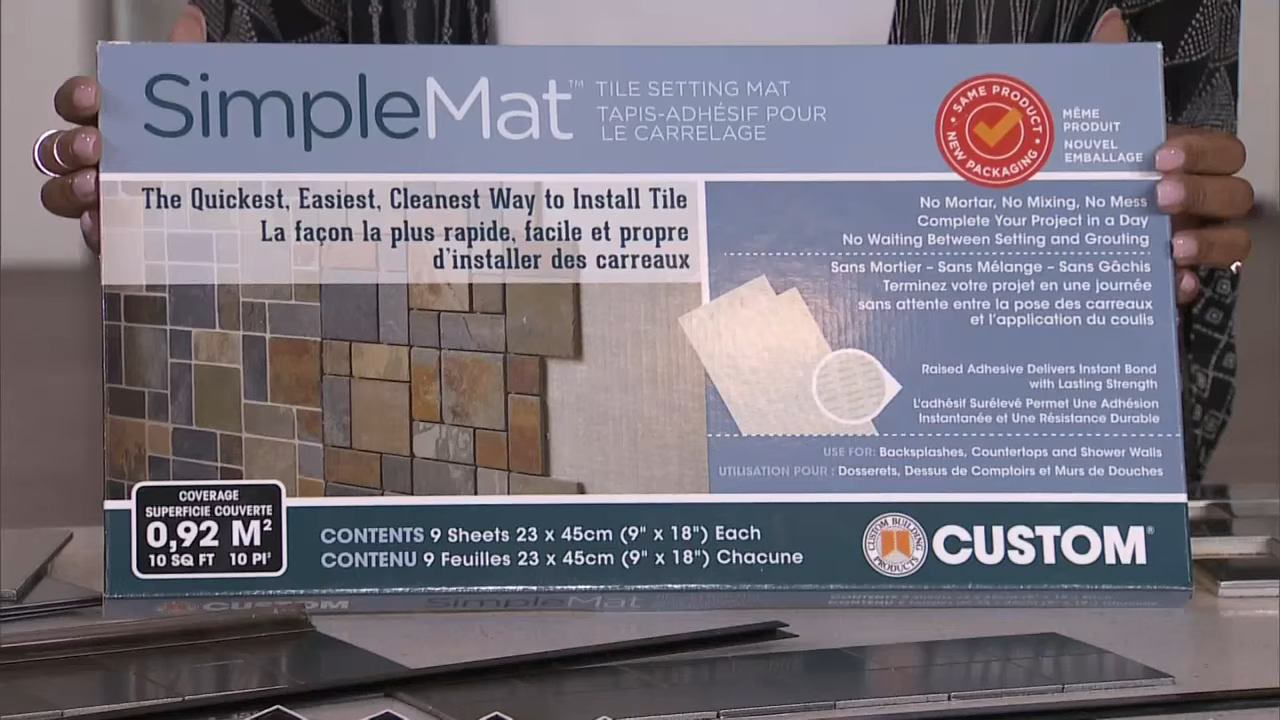 SimpleMat™
TILE SETTING MAT
TAPIS-ADHÉSIF POUR
LE CARRELAGE
SAME PRODUCT
NEW PACKAGING
MÊME
PRODUIT
NOUVEL
EMBALLAGE
The Quickest, Easiest, Cleanest Way to Install Tile
La façon la plus rapide, facile et propre
d'installer des carreaux
No Mortar, No Mixing, No Mess
Complete Your Project in a Day
No Waiting Between Setting and Grouting
Sans Mortier – Sans Mélange – Sans Gâchis
Terminez votre projet en une journée
sans attente entre la pose des carreaux
et l'application du coulis
Raised Adhesive Delivers Instant Bond
with Lasting Strength
L'adhésif Surélevé Permet Une Adhésion
Instantanée et Une Résistance Durable
USE FOR: Backsplashes, Countertops and Shower Walls
UTILISATION POUR : Dosserets, Dessus de Comptoirs et Murs de Douches
COVERAGE
SUPERFICIE COUVERTE
0,92 M²
10 SQ FT 10 PI²
CONTENTS 9 Sheets 23 x 45cm (9" x 18") Each
CONTENU 9 Feuilles 23 x 45cm (9" x 18") Chacune
CUSTOM BUILDING
PRODUCTS
CUSTOM®
CUSTOM
SimpleMat